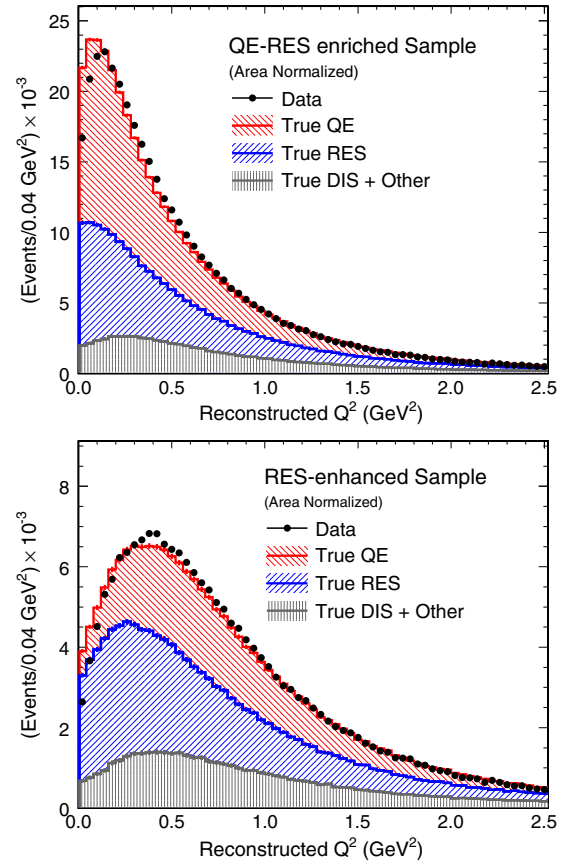 QE-RES enriched Sample
(Area Normalized)
Data
True QE
True RES
True DIS + Other
(Events/0.04 GeV²) × 10⁻³
25
20
15
10
5
0
0.0 0.5 1.0 1.5 2.0 2.5
Reconstructed Q² (GeV²)
RES-enhanced Sample
(Area Normalized)
Data
True QE
True RES
True DIS + Other
(Events/0.04 GeV²) × 10⁻³
8
6
4
2
0
0.0 0.5 1.0 1.5 2.0 2.5
Reconstructed Q² (GeV²)